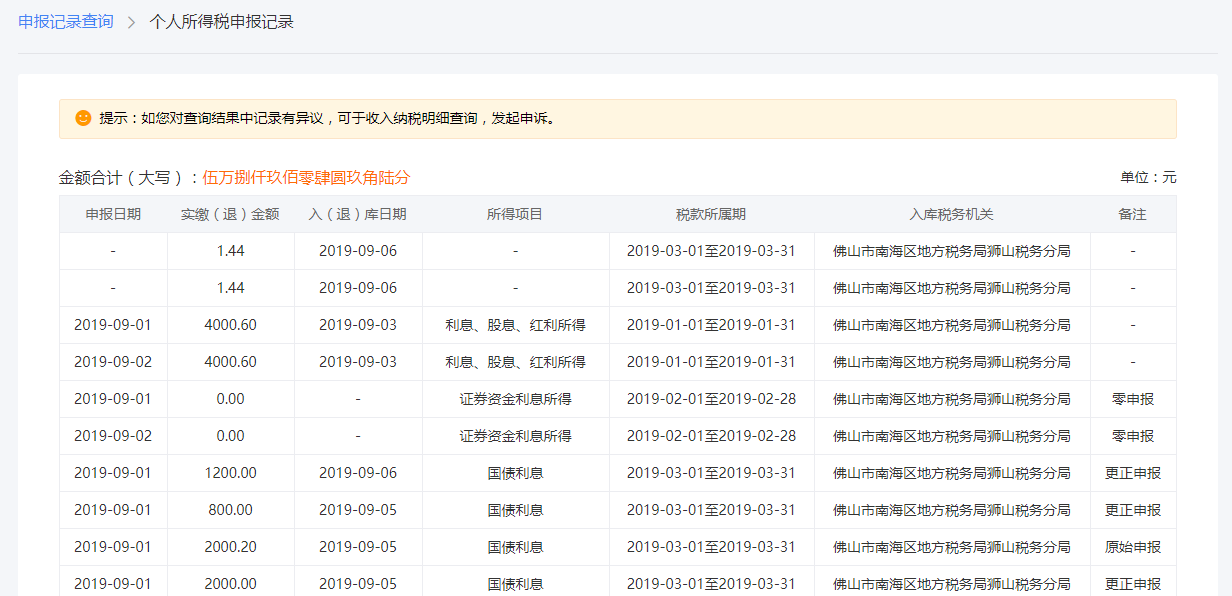 申报记录查询 > 个人所得税申报记录
提示：如您对查询结果中记录有异议，可于收入纳税明细查询，发起申诉。
金额合计（大写）：伍万捌仟玖佰零肆圆玖角陆分 单位：元
申报日期 实缴（退）金额 入（退）库日期 所得项目 税款所属期 入库税务机关 备注
- 1.44 2019-09-06 - 2019-03-01至2019-03-31 佛山市南海区地方税务局狮山税务分局 -
- 1.44 2019-09-06 - 2019-03-01至2019-03-31 佛山市南海区地方税务局狮山税务分局 -
2019-09-01 4000.60 2019-09-03 利息、股息、红利所得 2019-01-01至2019-01-31 佛山市南海区地方税务局狮山税务分局 -
2019-09-02 4000.60 2019-09-03 利息、股息、红利所得 2019-01-01至2019-01-31 佛山市南海区地方税务局狮山税务分局 -
2019-09-01 0.00 - 证券资金利息所得 2019-02-01至2019-02-28 佛山市南海区地方税务局狮山税务分局 零申报
2019-09-02 0.00 - 证券资金利息所得 2019-02-01至2019-02-28 佛山市南海区地方税务局狮山税务分局 零申报
2019-09-01 1200.00 2019-09-06 国债利息 2019-03-01至2019-03-31 佛山市南海区地方税务局狮山税务分局 更正申报
2019-09-01 800.00 2019-09-05 国债利息 2019-03-01至2019-03-31 佛山市南海区地方税务局狮山税务分局 更正申报
2019-09-01 2000.20 2019-09-05 国债利息 2019-03-01至2019-03-31 佛山市南海区地方税务局狮山税务分局 原始申报
2019-09-01 2000.00 2019-09-05 国债利息 2019-03-01至2019-03-31 佛山市南海区地方税务局狮山税务分局 更正申报